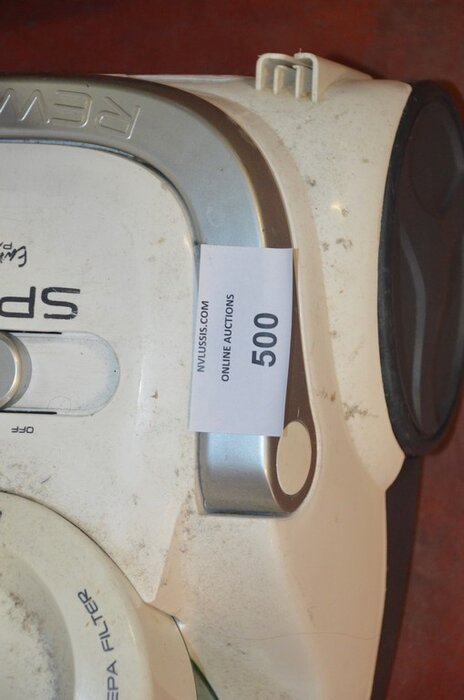 REW
SP
OFF
NVLUSSIS.COM
ONLINE AUCTIONS
500
EPA FILTER